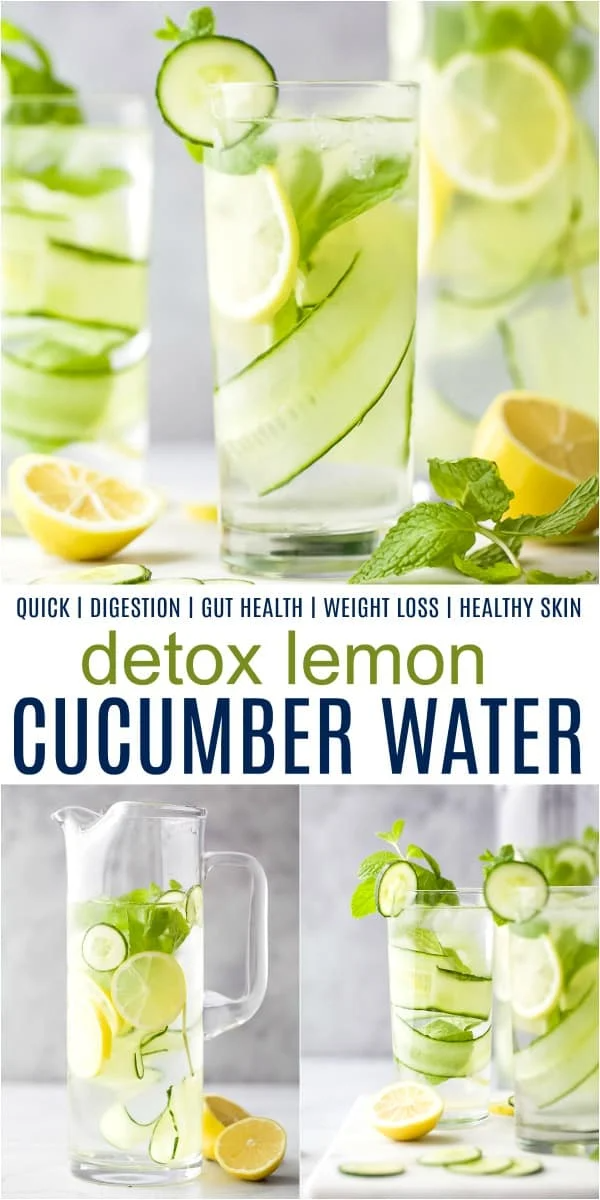 QUICK | DIGESTION | GUT HEALTH | WEIGHT LOSS | HEALTHY SKIN
detox lemon
CUCUMBER WATER